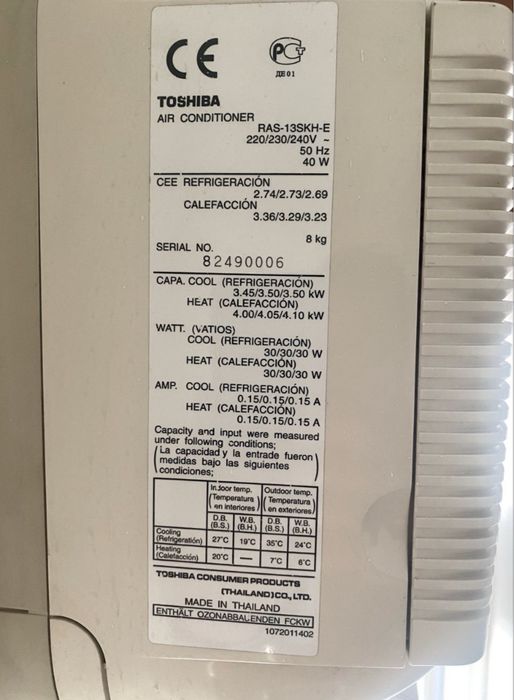 CE PCT
ДЕ01
TOSHIBA
AIR CONDITIONER
RAS-13SKH-E
220/230/240V ~
50 Hz
40 W
CEE REFRIGERACIÓN
2.74/2.73/2.69
CALEFACCIÓN
3.36/3.29/3.23
8 kg
SERIAL NO.
82490006
CAPA. COOL (REFRIGERACIÓN)
3.45/3.50/3.50 kW
HEAT (CALEFACCIÓN)
4.00/4.05/4.10 kW
WATT. (VATIOS)
COOL (REFRIGERACIÓN)
30/30/30 W
HEAT (CALEFACCIÓN)
30/30/30 W
AMP. COOL (REFRIGERACIÓN)
0.15/0.15/0.15 A
HEAT (CALEFACCIÓN)
0.15/0.15/0.15 A
Capacity and input were measured
under following conditions;
(La capacidad y la entrade fueron
medidas bajo las siguientes
condiciones;)
Indoor temp. Outdoor temp.
(Temperatura en interiores) (Temperatura en exteriores)
D.B. W.B. D.B. W.B.
(B.S.) (B.H.) (B.S.) (B.H.)
Cooling
(Refrigeratión) 27°C 19°C 35°C 24°C
Heating
(Calefacción) 20°C — 7°C 6°C
TOSHIBA CONSUMER PRODUCTS
(THAILAND) CO., LTD.
MADE IN THAILAND
ENTHÄLT OZONABBAUENDEN FCKW
1072011402